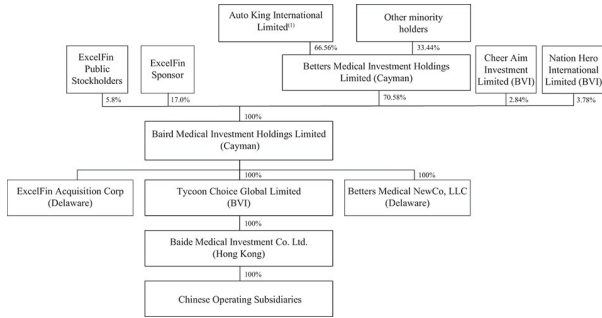 Auto King International
Limited(1)
Other minority
holders
66.56%
33.44%
ExcelFin
Public
Stockholders
ExcelFin
Sponsor
Betters Medical Investment Holdings
Limited (Cayman)
Cheer Aim
Investment
Limited (BVI)
Nation Hero
International
Limited (BVI)
5.8%
17.0%
70.58%
2.84%
3.78%
100%
Baird Medical Investment Holdings Limited
(Cayman)
100%
100%
ExcelFin Acquisition Corp
(Delaware)
Tycoon Choice Global Limited
(BVI)
Betters Medical NewCo, LLC
(Delaware)
100%
Baide Medical Investment Co. Ltd.
(Hong Kong)
100%
Chinese Operating Subsidiaries